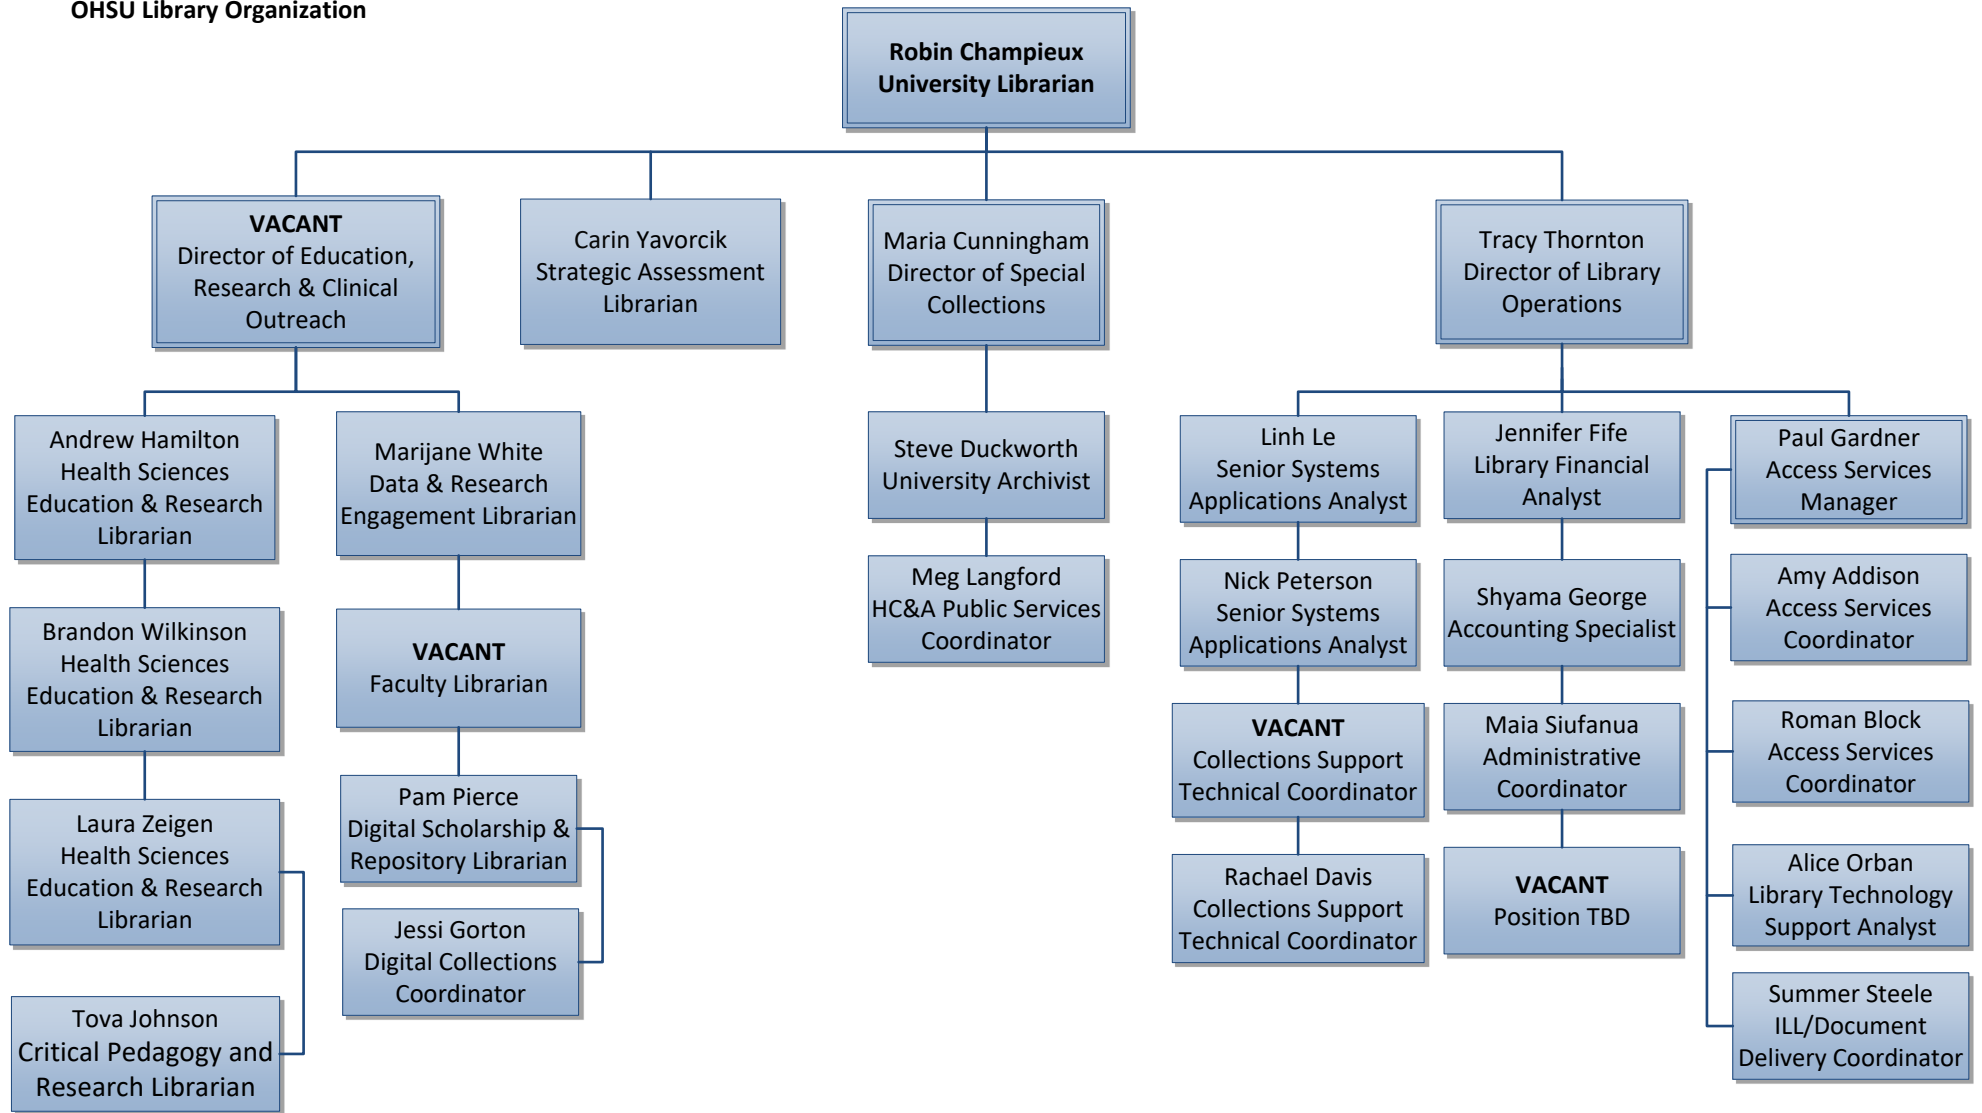 OHSU Library Organization
Robin Champieux
University Librarian
VACANT
Director of Education,
Research & Clinical
Outreach
Carin Yavorcik
Strategic Assessment
Librarian
Maria Cunningham
Director of Special
Collections
Tracy Thornton
Director of Library
Operations
Andrew Hamilton
Health Sciences
Education & Research
Librarian
Brandon Wilkinson
Health Sciences
Education & Research
Librarian
Laura Zeigen
Health Sciences
Education & Research
Librarian
Tova Johnson
Critical Pedagogy and
Research Librarian
Marijane White
Data & Research
Engagement Librarian
VACANT
Faculty Librarian
Pam Pierce
Digital Scholarship &
Repository Librarian
Jessi Gorton
Digital Collections
Coordinator
Steve Duckworth
University Archivist
Meg Langford
HC&A Public Services
Coordinator
Linh Le
Senior Systems
Applications Analyst
Nick Peterson
Senior Systems
Applications Analyst
VACANT
Collections Support
Technical Coordinator
Rachael Davis
Collections Support
Technical Coordinator
Jennifer Fife
Library Financial
Analyst
Shyama George
Accounting Specialist
Maia Siufanua
Administrative
Coordinator
VACANT
Position TBD
Paul Gardner
Access Services
Manager
Amy Addison
Access Services
Coordinator
Roman Block
Access Services
Coordinator
Alice Orban
Library Technology
Support Analyst
Summer Steele
ILL/Document
Delivery Coordinator